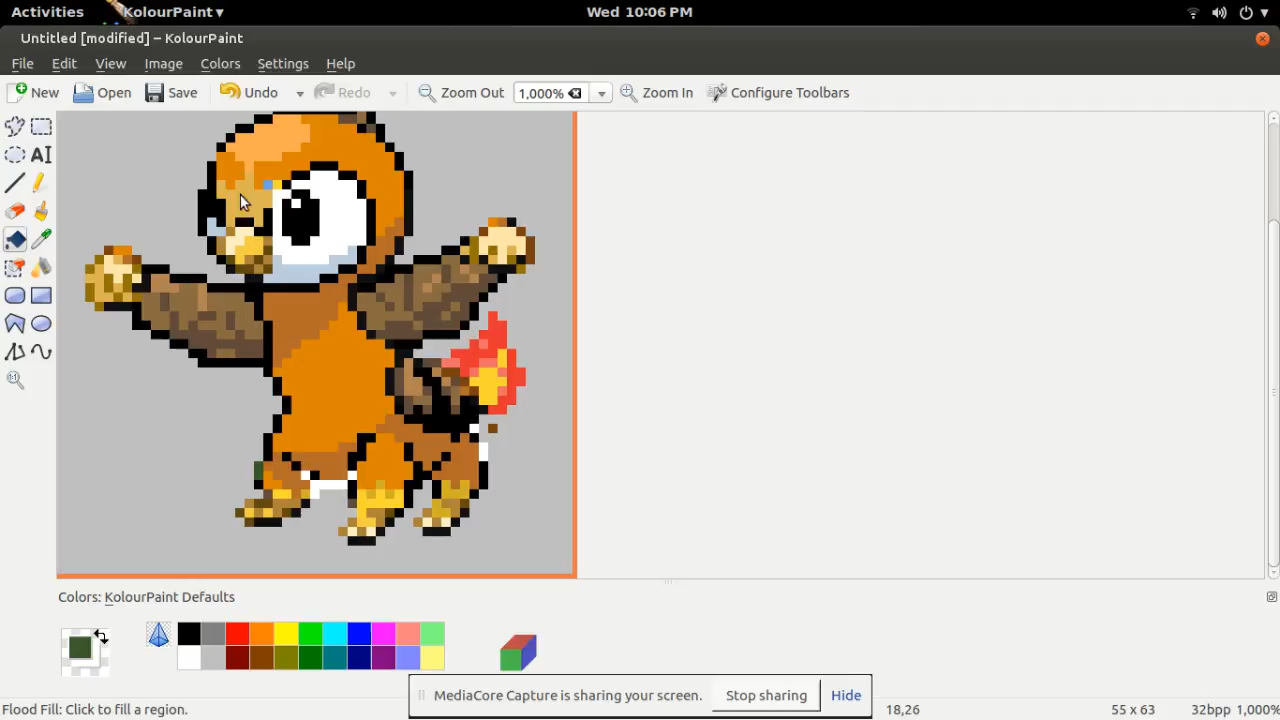 Activities KolourPaint ▾ Wed 10:06 PM
Untitled [modified] – KolourPaint
File Edit View Image Colors Settings Help
New Open Save Undo Redo Zoom Out 1,000% Zoom In Configure Toolbars
Colors: KolourPaint Defaults
MediaCore Capture is sharing your screen. Stop sharing Hide
Flood Fill: Click to fill a region. 18,26 55 x 63 32bpp 1,000%